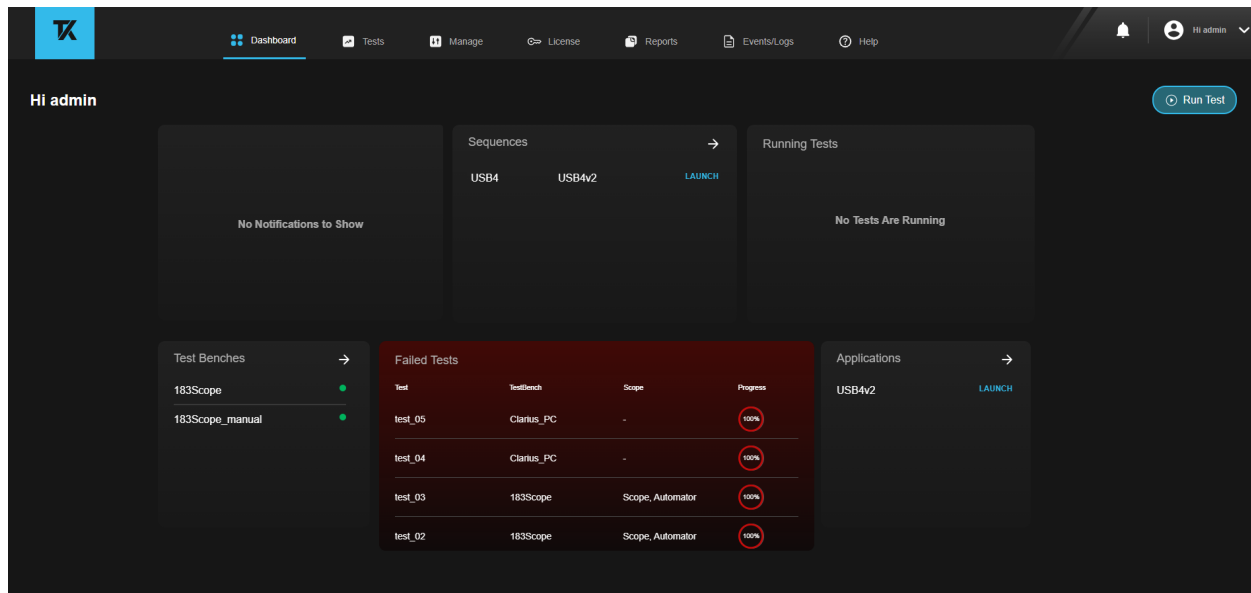 TK
Dashboard Tests Manage License Reports Events/Logs Help Hi admin
Hi admin
Run Test
No Notifications to Show
Sequences
USB4 USB4v2 LAUNCH
Running Tests
No Tests Are Running
Test Benches
183Scope
183Scope_manual
Failed Tests
Test TestBench Scope Progress
test_05 Clarius_PC - 100%
test_04 Clarius_PC - 100%
test_03 183Scope Scope, Automator 100%
test_02 183Scope Scope, Automator 100%
Applications
USB4v2 LAUNCH